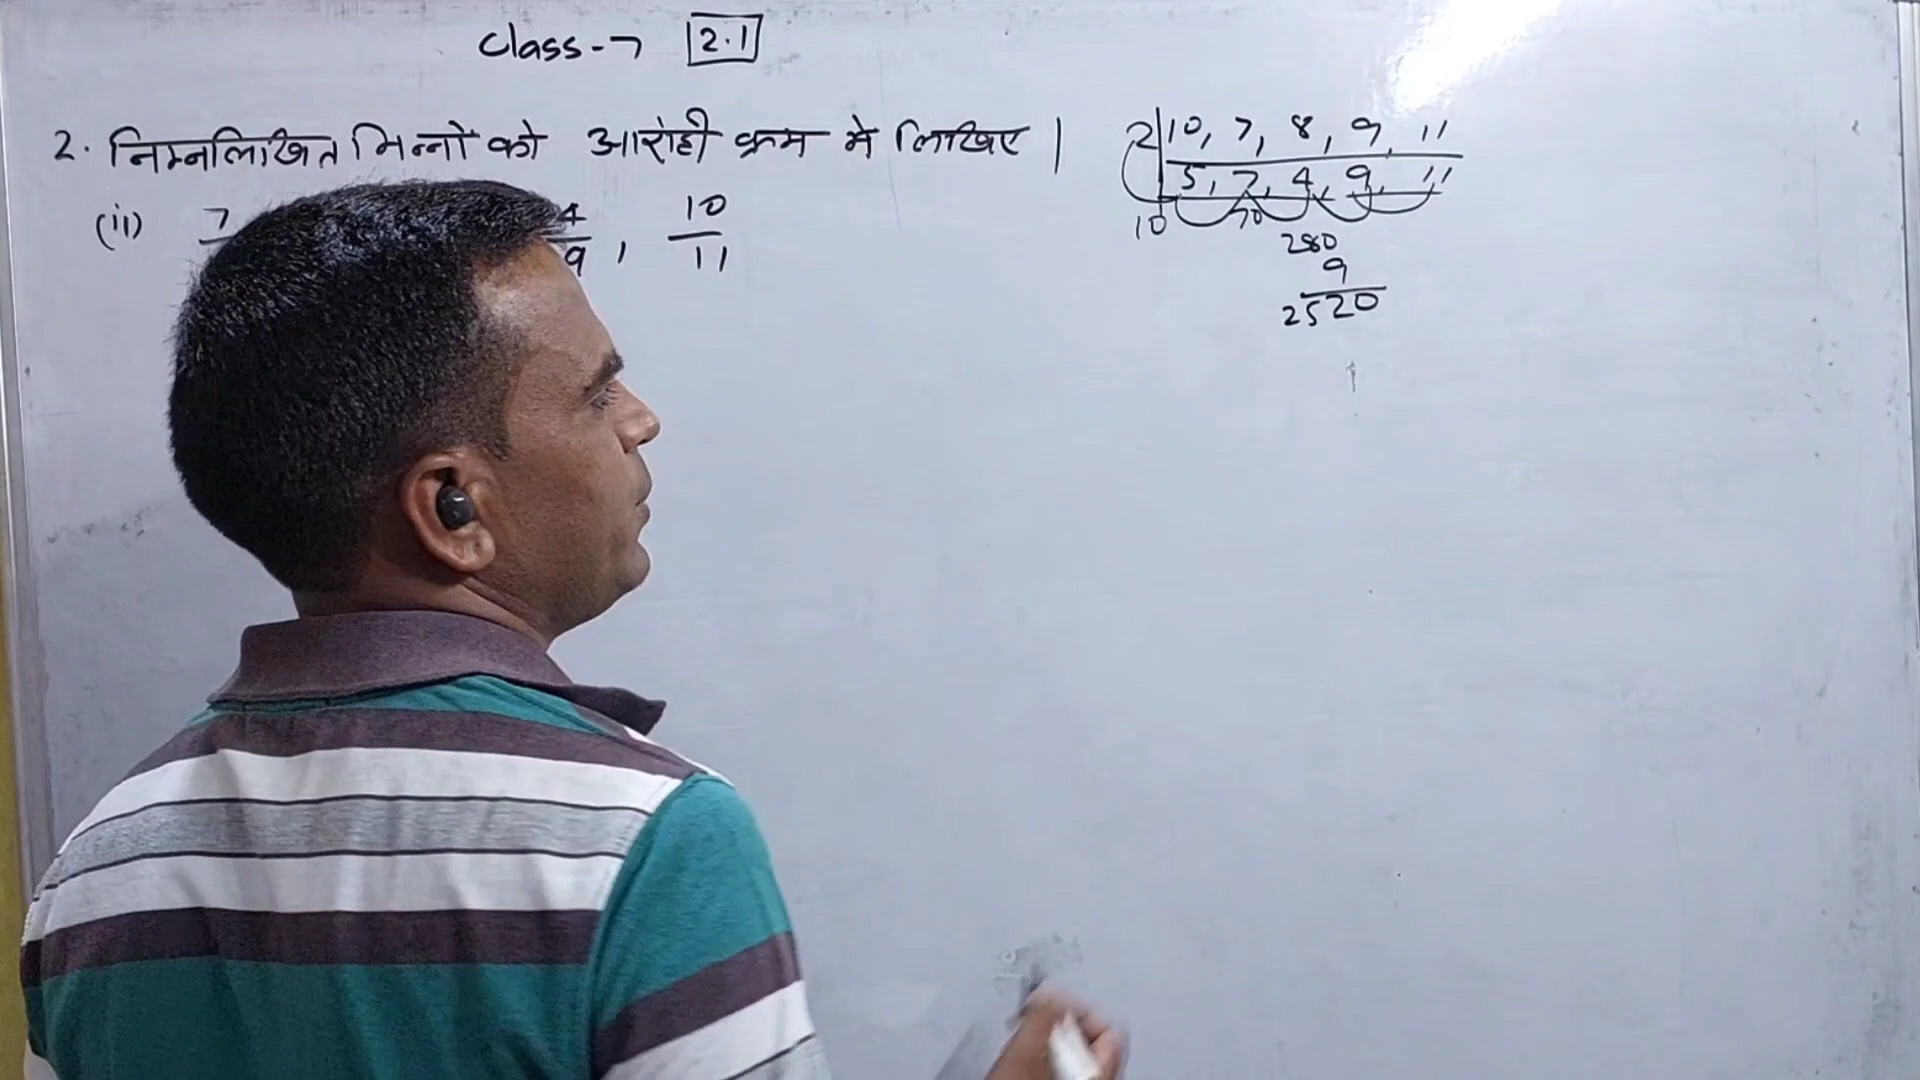 Class-7 2.1
2. निम्नलिखित भिन्नों को आरोही क्रम में लिखिए |
(ii) 7 4/9 , 10/11
2 | 10, 7, 8, 9, 11
5, 7, 4, 9, 11
10 70
280
9
2520